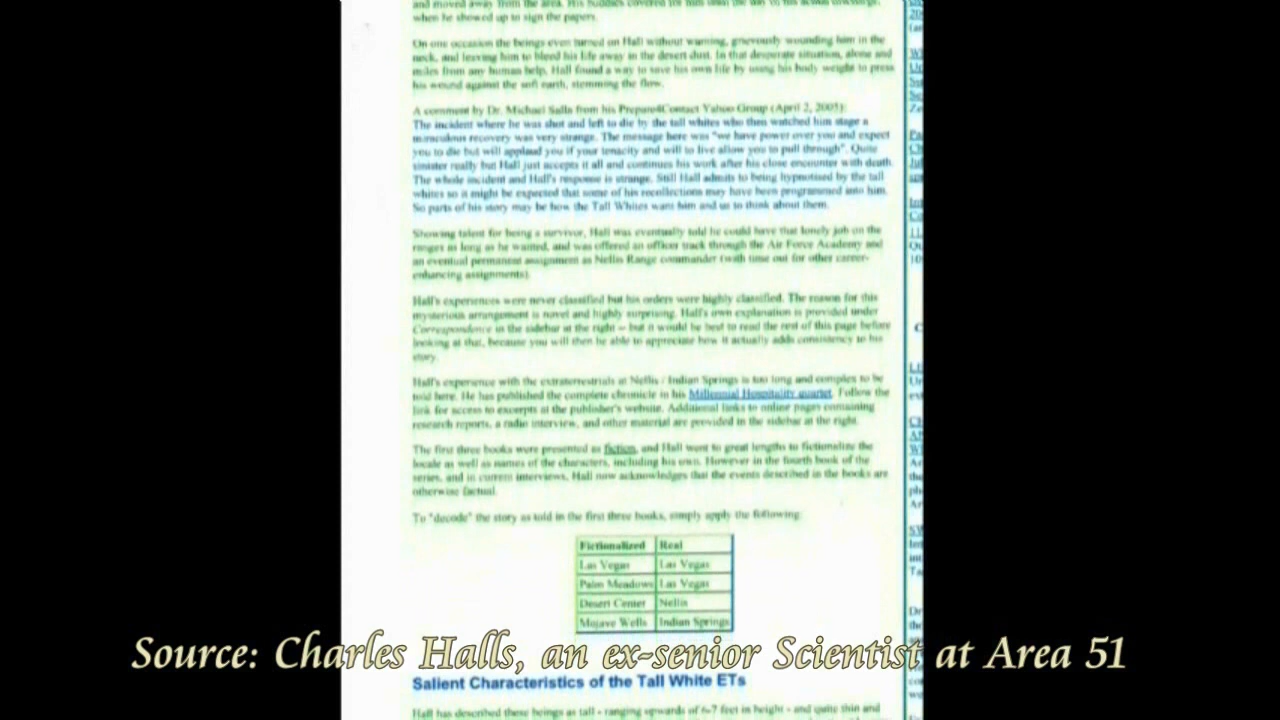 and moved away from the area. His buddies covered for him until the day of his actual discharge,
when he showed up to sign the papers.
On one occasion the beings even turned on Hall without warning, grievously wounding him in the
neck, and leaving him to bleed his life away in the desert dust. In that desperate situation, alone and
miles from any human help, Hall found a way to save his own life by using his body weight to press
his wound against the soft earth, stemming the flow.
A comment by Dr. Michael Salla from his Prepare4Contact Yahoo Group (April 2, 2005):
The incident where he was shot and left to die by the tall whites who then watched him stage a
miraculous recovery was very strange. The message here was "we have power over you and expect
you to die but will applaud you if your tenacity and will to live allow you to pull through". Quite
sinister really but Hall just accepts it all and continues his work after his close encounter with death.
The whole incident and Hall's response is strange. Still Hall admits to being hypnotised by the tall
whites so it might be expected that some of his recollections may have been programmed into him.
So parts of his story may be how the Tall Whites want him and us to think about them.
Showing talent for being a survivor, Hall was eventually told he could have that lonely job on the
ranges as long as he wanted, and was offered an officer track through the Air Force Academy and
an eventual permanent assignment as Nellis Range commander (with time out for other career-
enhancing assignments).
Hall's experiences were never classified but his orders were highly classified. The reason for this
mysterious arrangement is novel and highly surprising. Hall's own explanation is provided under
Correspondence in the sidebar at the right – but it would be best to read the rest of this page before
looking at that, because you will then be able to appreciate how it actually adds consistency to his
story.
Hall's experience with the extraterrestrials at Nellis / Indian Springs is too long and complex to be
told here. He has published the complete chronicle in his Millennial Hospitality quartet. Follow the
link for access to excerpts at the publisher's website. Additional links to online pages containing
research reports, a radio interview, and other material are provided in the sidebar at the right.
The first three books were presented as fiction, and Hall went to great lengths to fictionalize the
locale as well as names of the characters, including his own. However in the fourth book of the
series, and in current interviews, Hall now acknowledges that the events described in the books are
otherwise factual.
To "decode" the story as told in the first three books, simply apply the following:
Fictionalized Real
Las Vegas Las Vegas
Palm Meadows Las Vegas
Desert Center Nellis
Mojave Wells Indian Springs
Source: Charles Halls, an ex-senior Scientist at Area 51
Salient Characteristics of the Tall White ETs
Hall has described these beings as tall - ranging upwards of 6-7 feet in height - and quite thin and